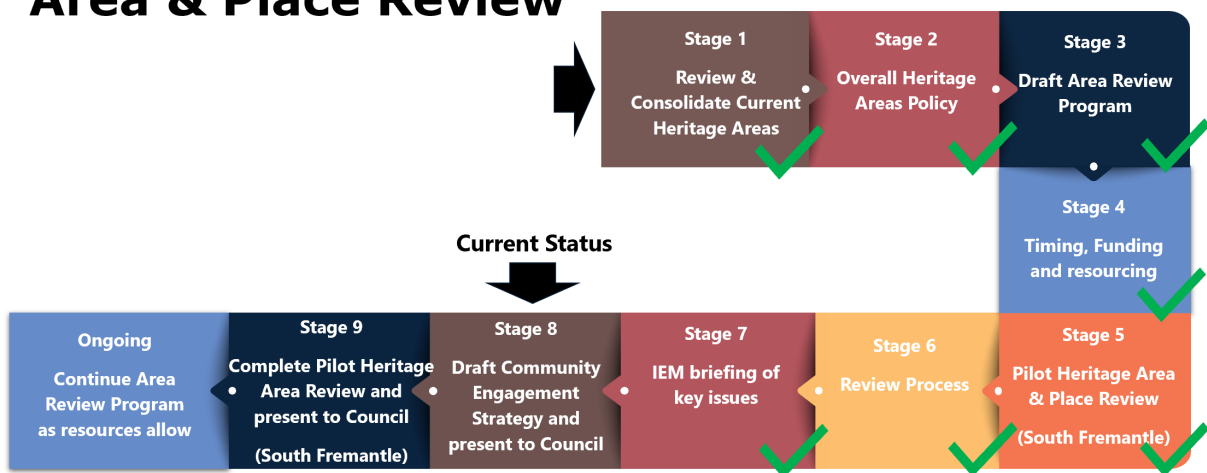 Area & Place Review
Stage 1
Review &
Consolidate Current
Heritage Areas
Stage 2
Overall Heritage
Areas Policy
Stage 3
Draft Area Review
Program
Stage 4
Timing, Funding
and resourcing
Current Status
Stage 5
Pilot Heritage Area
& Place Review
(South Fremantle)
Stage 6
Review Process
Stage 7
IEM briefing of
key issues
Stage 8
Draft Community
Engagement
Strategy and
present to Council
Stage 9
Complete Pilot Heritage
Area Review and
present to Council
(South Fremantle)
Ongoing
Continue Area
Review Program
as resources allow